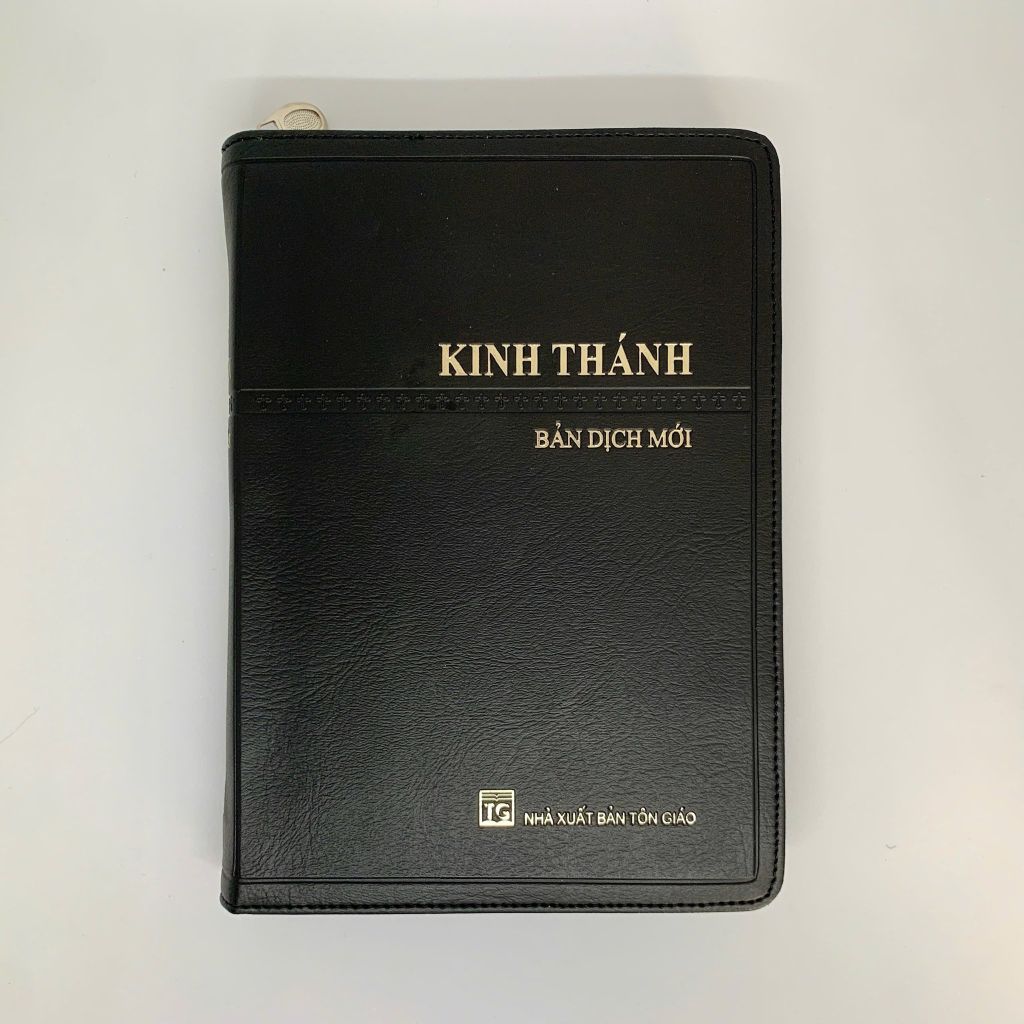 KINH THÁNH
BẢN DỊCH MỚI
TG NHÀ XUẤT BẢN TÔN GIÁO